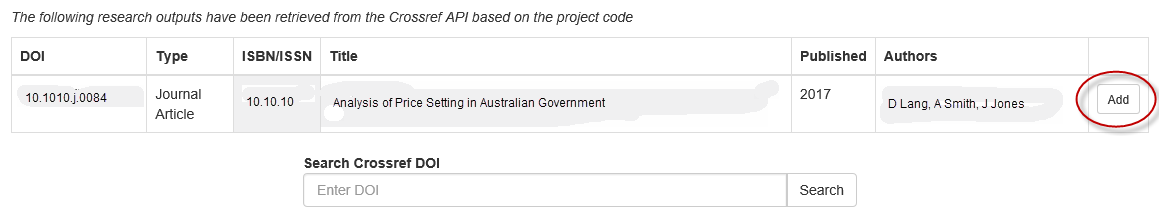 The following research outputs have been retrieved from the Crossref API based on the project code
DOI Type ISBN/ISSN Title Published Authors
10.1010.j.0084 Journal Article 10.10.10 Analysis of Price Setting in Australian Government 2017 D Lang, A Smith, J Jones Add
Search Crossref DOI
Enter DOI Search